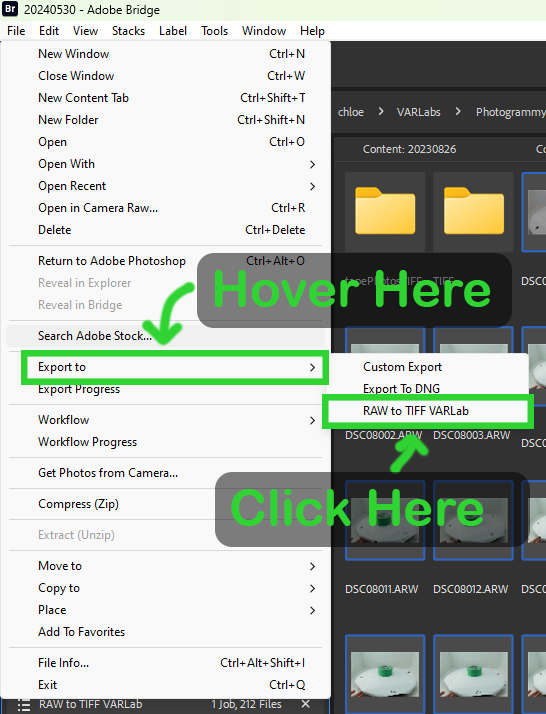 Br 20240530 - Adobe Bridge
File Edit View Stacks Label Tools Window Help
New Window Ctrl+N
Close Window Ctrl+W
New Content Tab Ctrl+Shift+T
New Folder Ctrl+Shift+N
Open Ctrl+O
Open With >
Open Recent >
Open in Camera Raw... Ctrl+R
Delete Ctrl+Delete
Return to Adobe Photoshop Ctrl+Alt+O
Reveal in Explorer
Reveal in Bridge
Search Adobe Stock...
Export to >
Export Progress
Workflow >
Workflow Progress
Get Photos from Camera...
Compress (Zip)
Extract (Unzip)
Move to >
Copy to >
Place >
Add To Favorites
File Info... Ctrl+Alt+Shift+I
Exit Ctrl+Q
RAW to TIFF VARLab 1 Job, 212 Files ×
Hover Here
Custom Export
Export To DNG
RAW to TIFF VARLab
Click Here
chloe > VARLabs > Photogrammy
Content: 20230826
TIFF
DSC08002.ARW DSC08003.ARW
DSC08011.ARW DSC08012.ARW